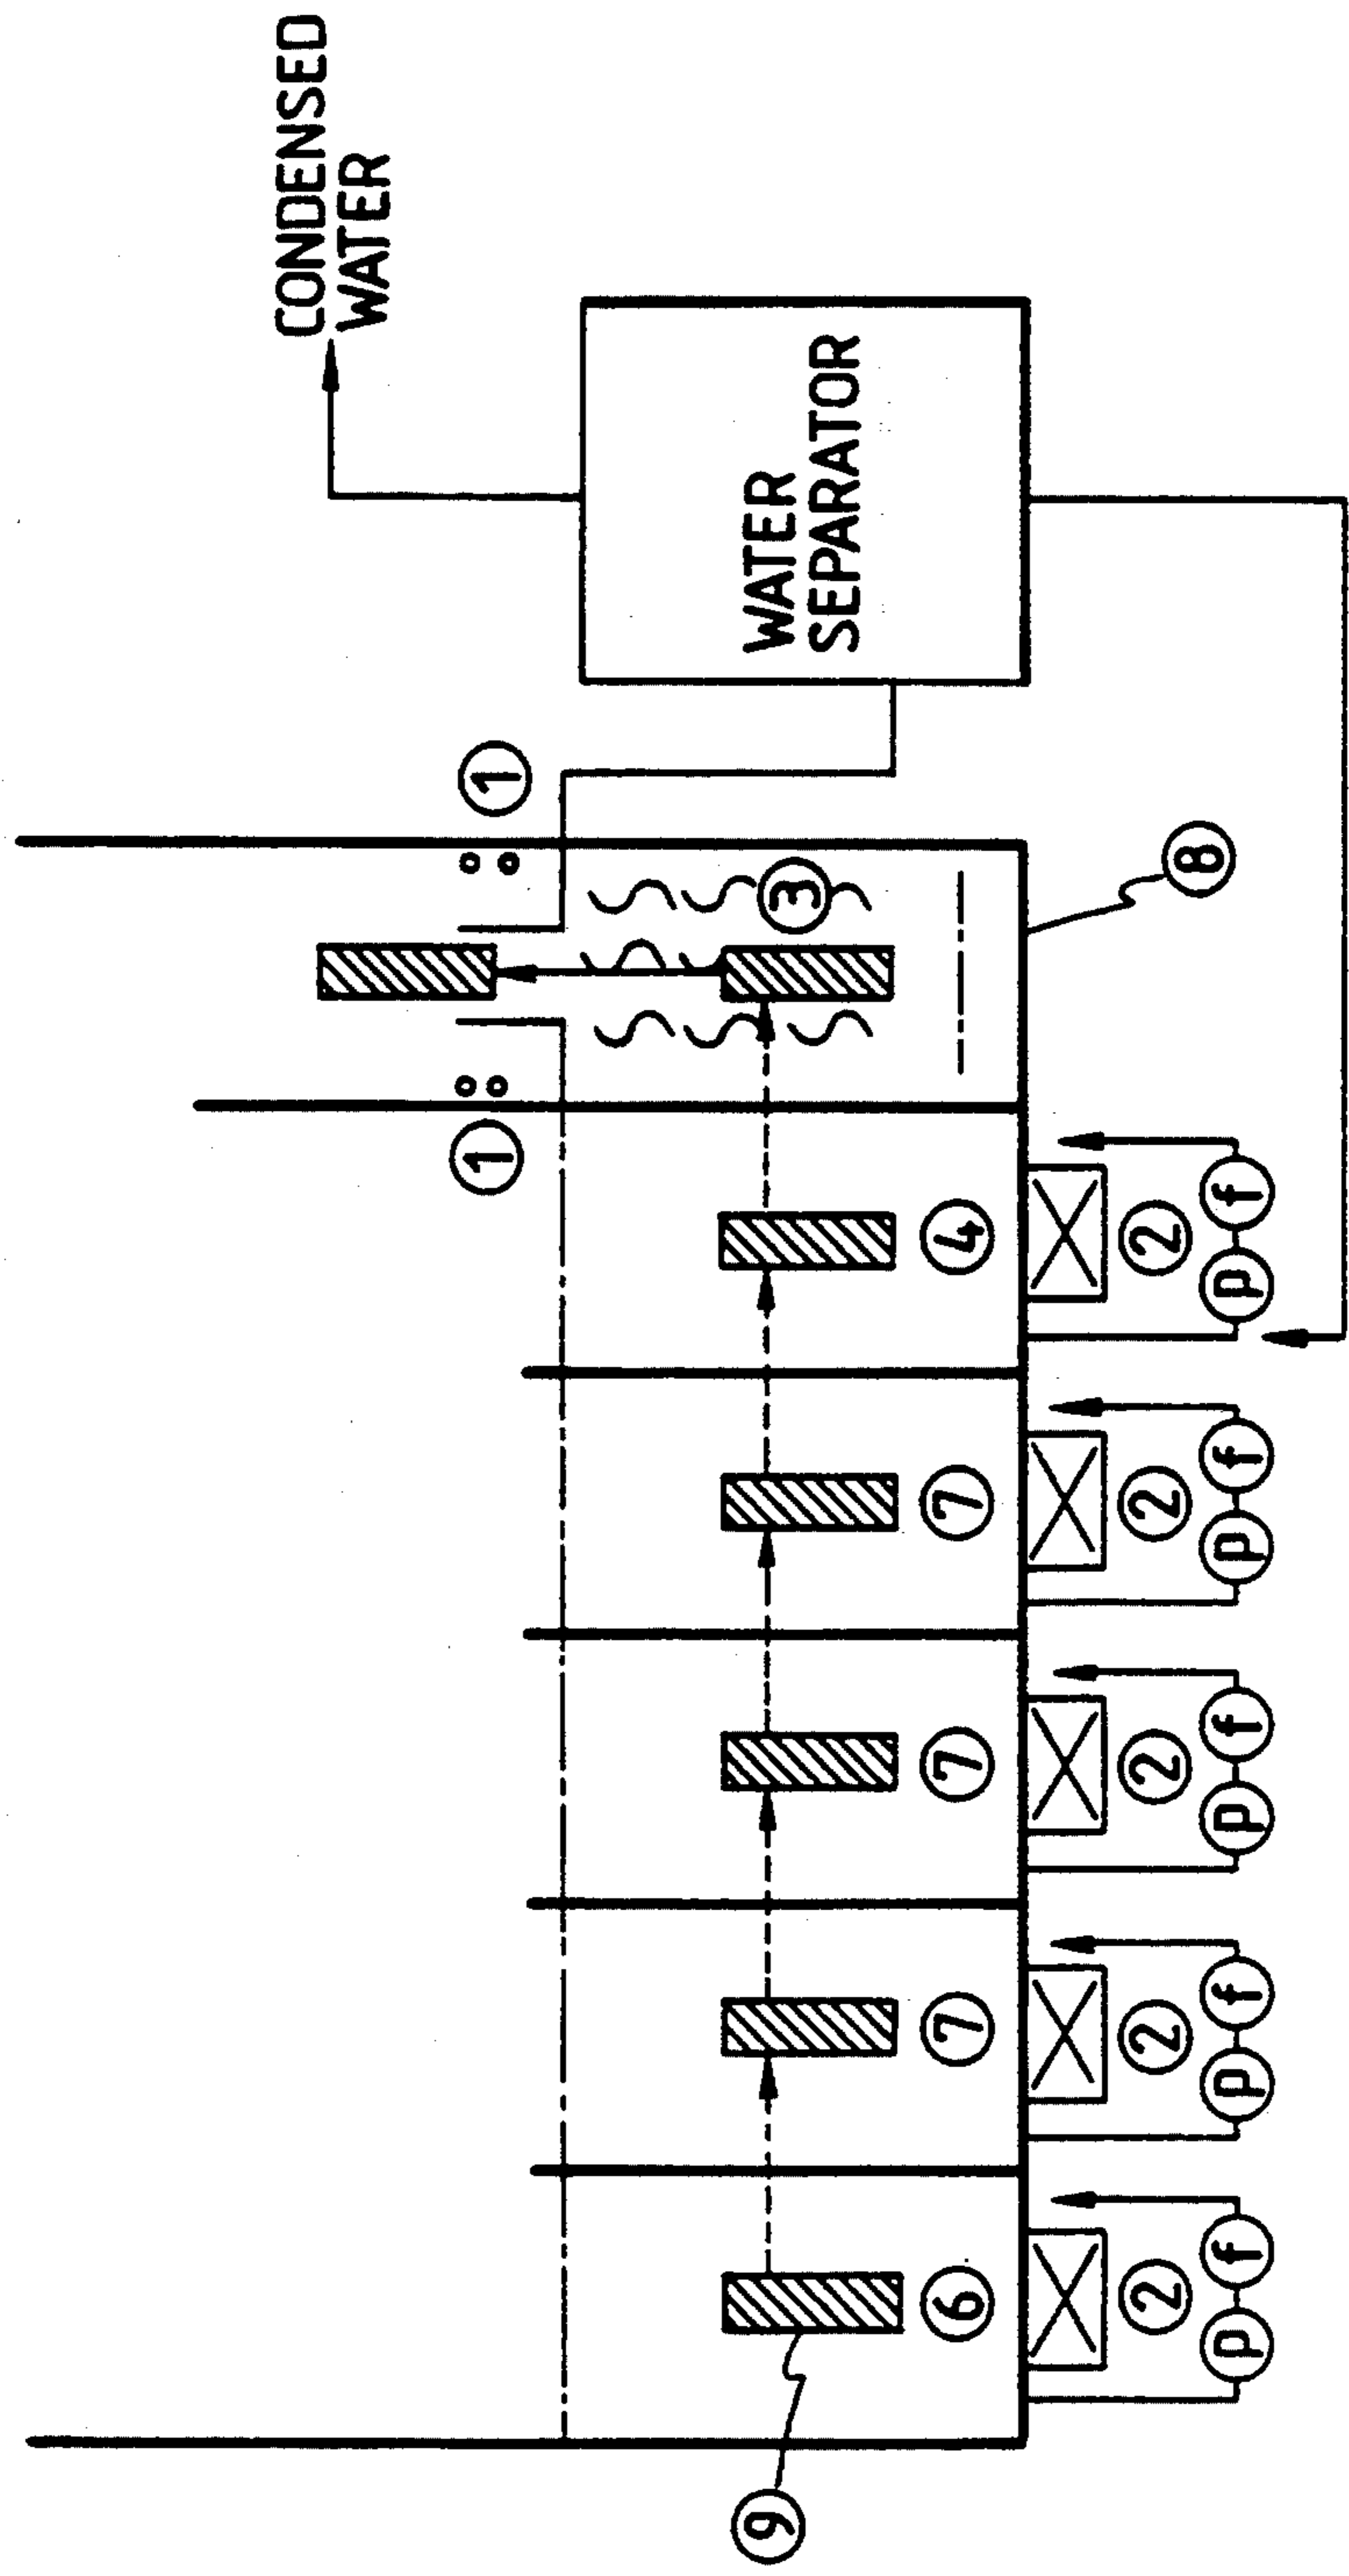 CONDENSED
WATER
① ①
⑨
③
WATER
SEPARATOR
⑥ ⑦ ⑦ ⑦ ④
② ② ② ② ②
⑧
p f p f p f p f p f